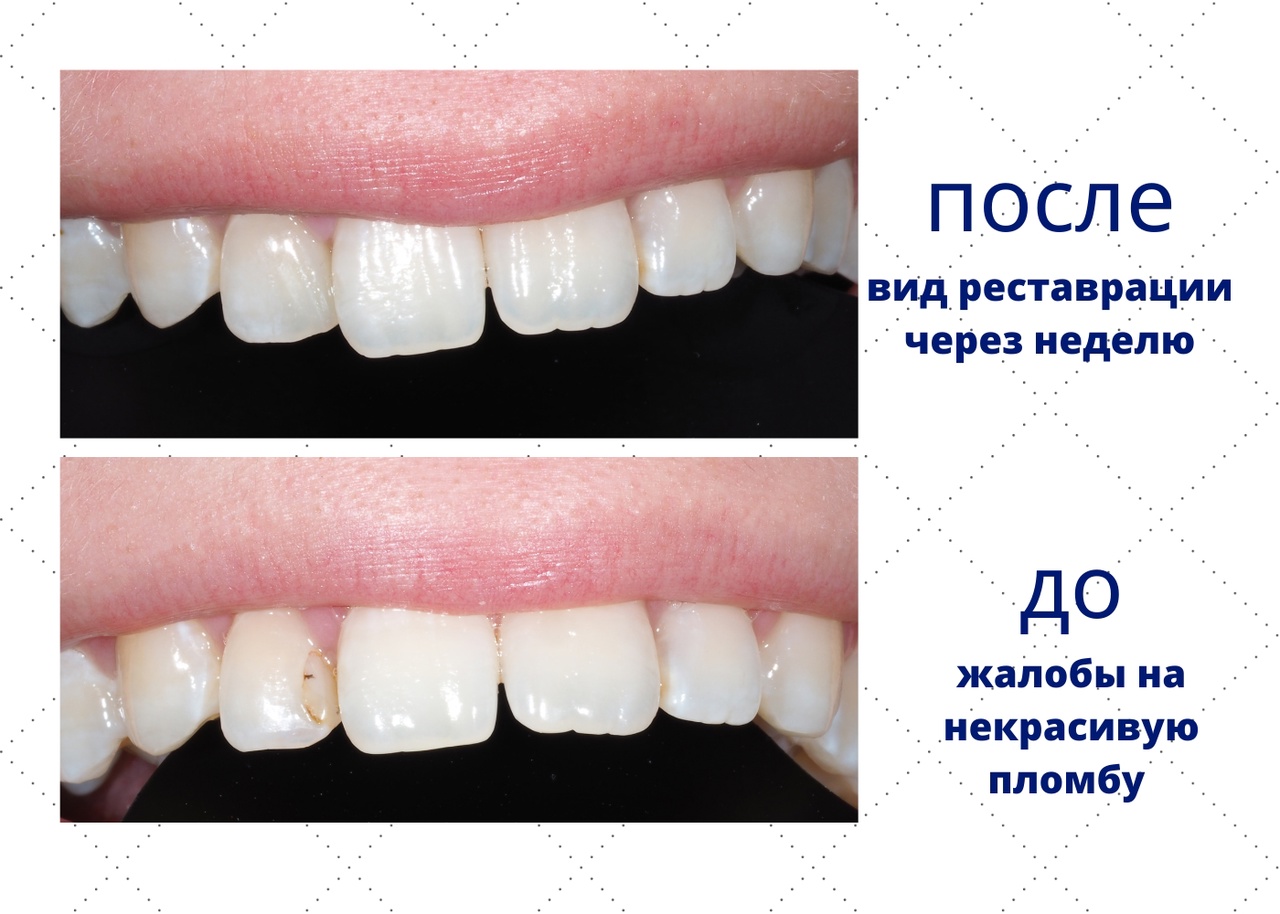 после
вид реставрации
через неделю
до
жалобы на
некрасивую
пломбу